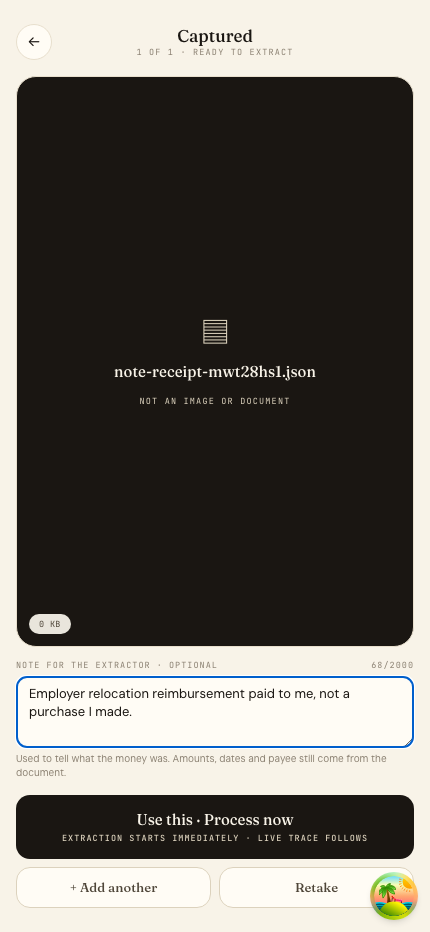 Captured
1 OF 1 · READY TO EXTRACT
note-receipt-mwt28hs1.json
NOT AN IMAGE OR DOCUMENT
0 KB
NOTE FOR THE EXTRACTOR · OPTIONAL 68/2000
Employer relocation reimbursement paid to me, not a
purchase I made.
Used to tell what the money was. Amounts, dates and payee still come from the
document.
Use this · Process now
EXTRACTION STARTS IMMEDIATELY · LIVE TRACE FOLLOWS
+ Add another Retake